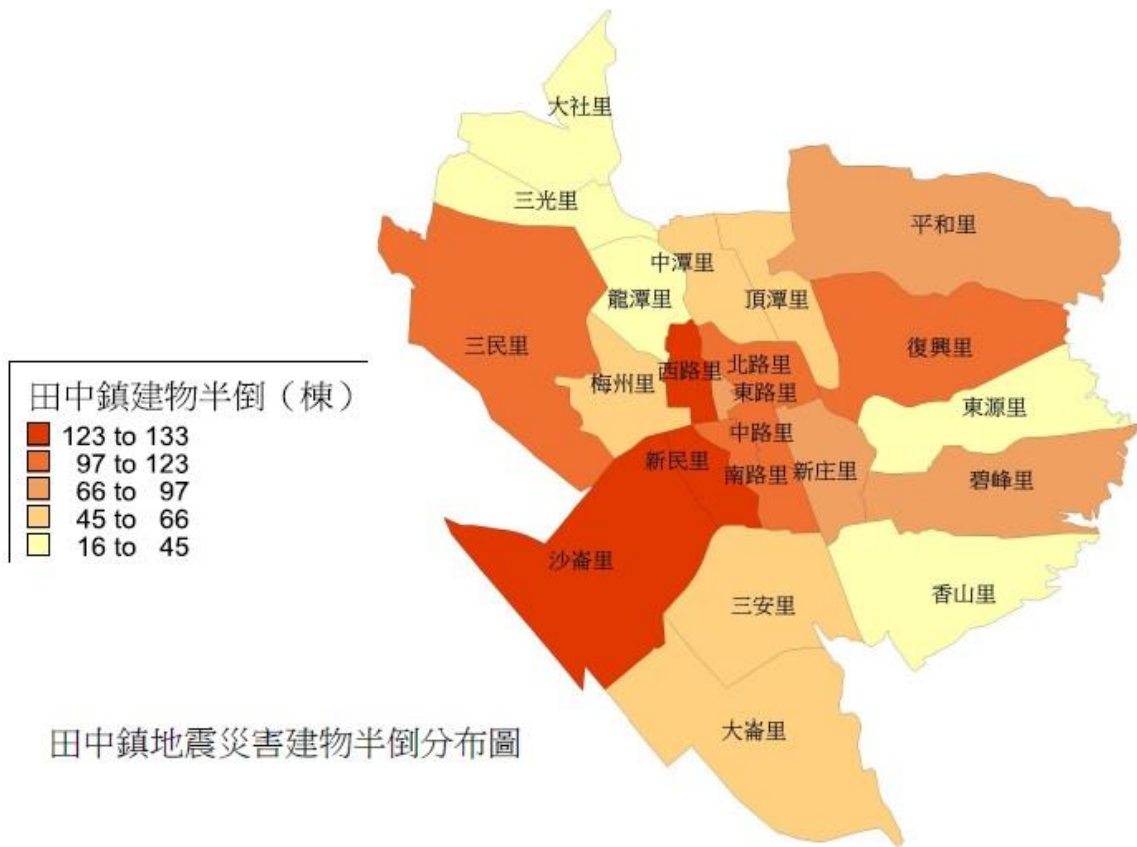 大社里
三光里
平和里
中潭里
龍潭里
頂潭里
三民里
復興里
北路里
西路里
梅州里
東路里
東源里
中路里
新民里
南路里
新庄里
碧峰里
沙崙里
香山里
三安里
大崙里
田中鎮建物半倒（棟）
123 to 133
97 to 123
66 to 97
45 to 66
16 to 45
田中鎮地震災害建物半倒分布圖